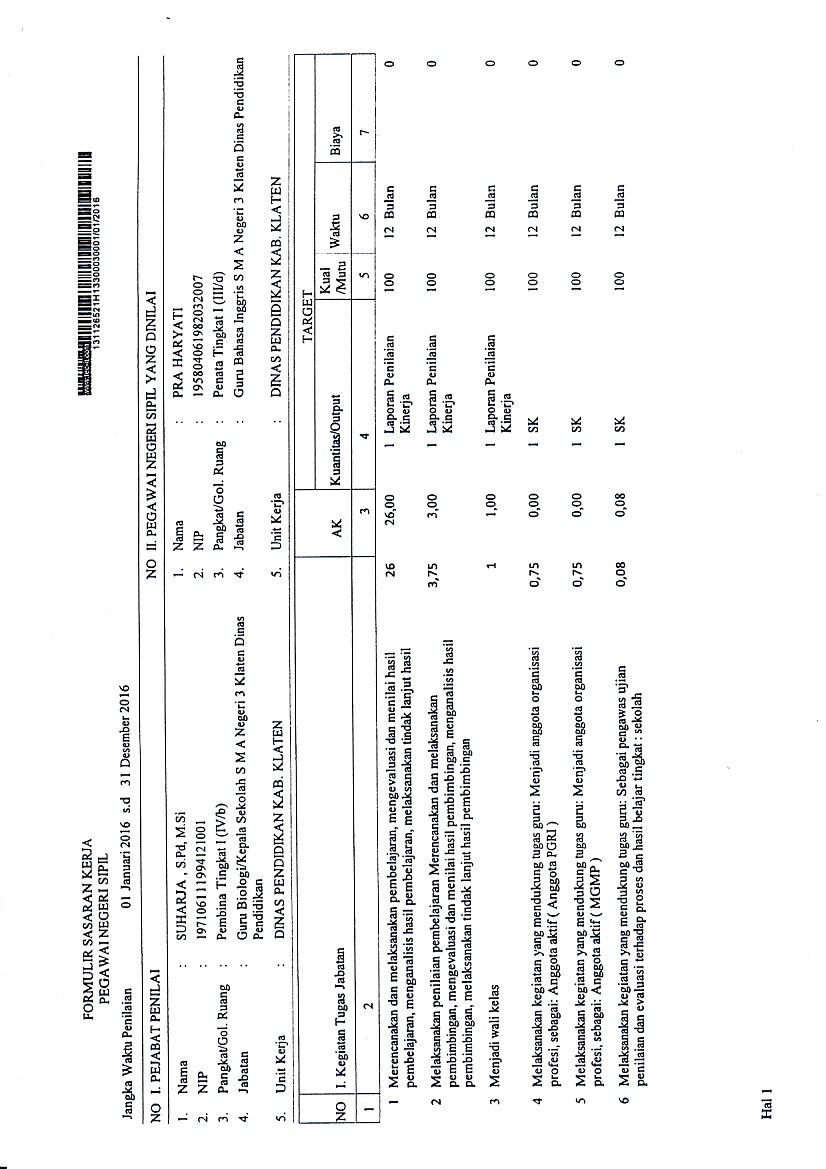 FORMULIR SASARAN KERJA
PEGAWAI NEGERI SIPIL
131126521H13300030001/01/2016
Jangka Waktu Penilaian 01 Januari 2016 s.d 31 Desember 2016
NO I. PEJABAT PENILAI NO II. PEGAWAI NEGERI SIPIL YANG DINILAI
1. Nama : SUHARJA , S.Pd, M.Si 1. Nama : PRA HARYATI
2. NIP : 197106111994121001 2. NIP : 195804061982032007
3. Pangkat/Gol. Ruang : Pembina Tingkat I (IV/b) 3. Pangkat/Gol. Ruang : Penata Tingkat I (III/d)
4. Jabatan : Guru Biologi/Kepala Sekolah S M A Negeri 3 Klaten Dinas 4. Jabatan : Guru Bahasa Inggris S M A Negeri 3 Klaten Dinas Pendidikan
Pendidikan
5. Unit Kerja : DINAS PENDIDIKAN KAB. KLATEN 5. Unit Kerja : DINAS PENDIDIKAN KAB. KLATEN
TARGET
NO I. Kegiatan Tugas Jabatan AK Kuantitas/Output Kual Waktu Biaya
/Mutu
1 2 3 4 5 6 7
1 Merencanakan dan melaksanakan pembelajaran, mengevaluasi dan menilai hasil 26 26,00 1 Laporan Penilaian 100 12 Bulan 0
pembelajaran, menganalisis hasil pembelajaran, melaksanakan tindak lanjut hasil Kinerja
2 Melaksanakan penilaian pembelajaran Merencanakan dan melaksanakan 3,75 3,00 1 Laporan Penilaian 100 12 Bulan 0
pembimbingan, mengevaluasi dan menilai hasil pembimbingan, menganalisis hasil Kinerja
pembimbingan, melaksanakan tindak lanjut hasil pembimbingan
3 Menjadi wali kelas 1 1,00 1 Laporan Penilaian 100 12 Bulan 0
Kinerja
4 Melaksanakan kegiatan yang mendukung tugas guru: Menjadi anggota organisasi 0,75 0,00 1 SK 100 12 Bulan 0
profesi, sebagai: Anggota aktif ( Anggota PGRI )
5 Melaksanakan kegiatan yang mendukung tugas guru: Menjadi anggota organisasi 0,75 0,00 1 SK 100 12 Bulan 0
profesi, sebagai: Anggota aktif ( MGMP )
6 Melaksanakan kegiatan yang mendukung tugas guru: Sebagai pengawas ujian 0,08 0,08 1 SK 100 12 Bulan 0
penilaian dan evaluasi terhadap proses dan hasil belajar tingkat : sekolah
Hal 1